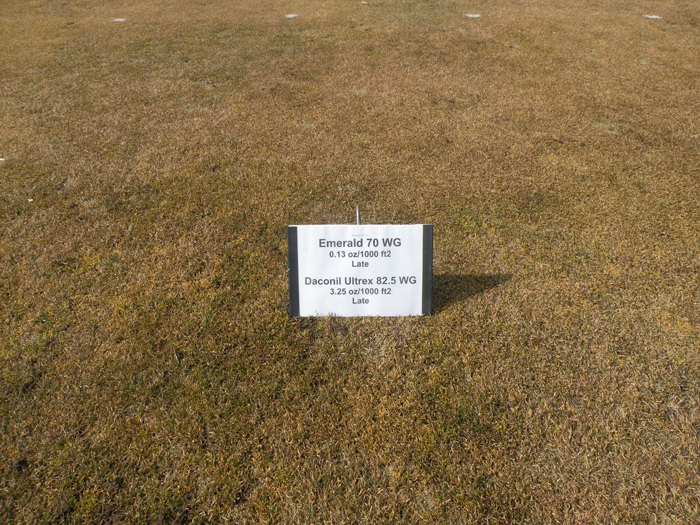 Emerald 70 WG
0.13 oz/1000 ft2
Late
Daconil Ultrex 82.5 WG
3.25 oz/1000 ft2
Late